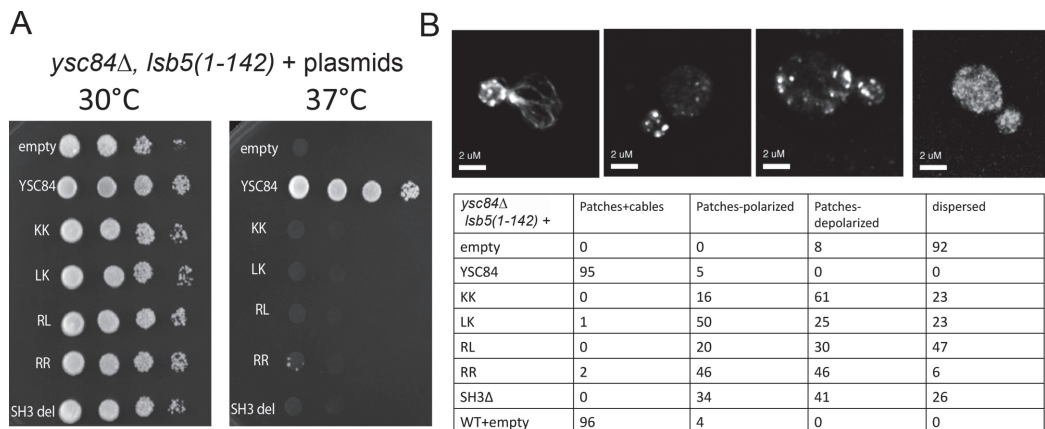 A
ysc84Δ, lsb5(1-142) + plasmids
30°C
37°C
empty
YSC84
KK
LK
RL
RR
SH3 del
empty
YSC84
KK
LK
RL
RR
SH3 del
B
2 uM
2 uM
2 uM
2 uM
ysc84Δ lsb5(1-142) + Patches+cables Patches-polarized Patches-depolarized dispersed
empty 0 0 8 92
YSC84 95 5 0 0
KK 0 16 61 23
LK 1 50 25 23
RL 0 20 30 47
RR 2 46 46 6
SH3Δ 0 34 41 26
WT+empty 96 4 0 0